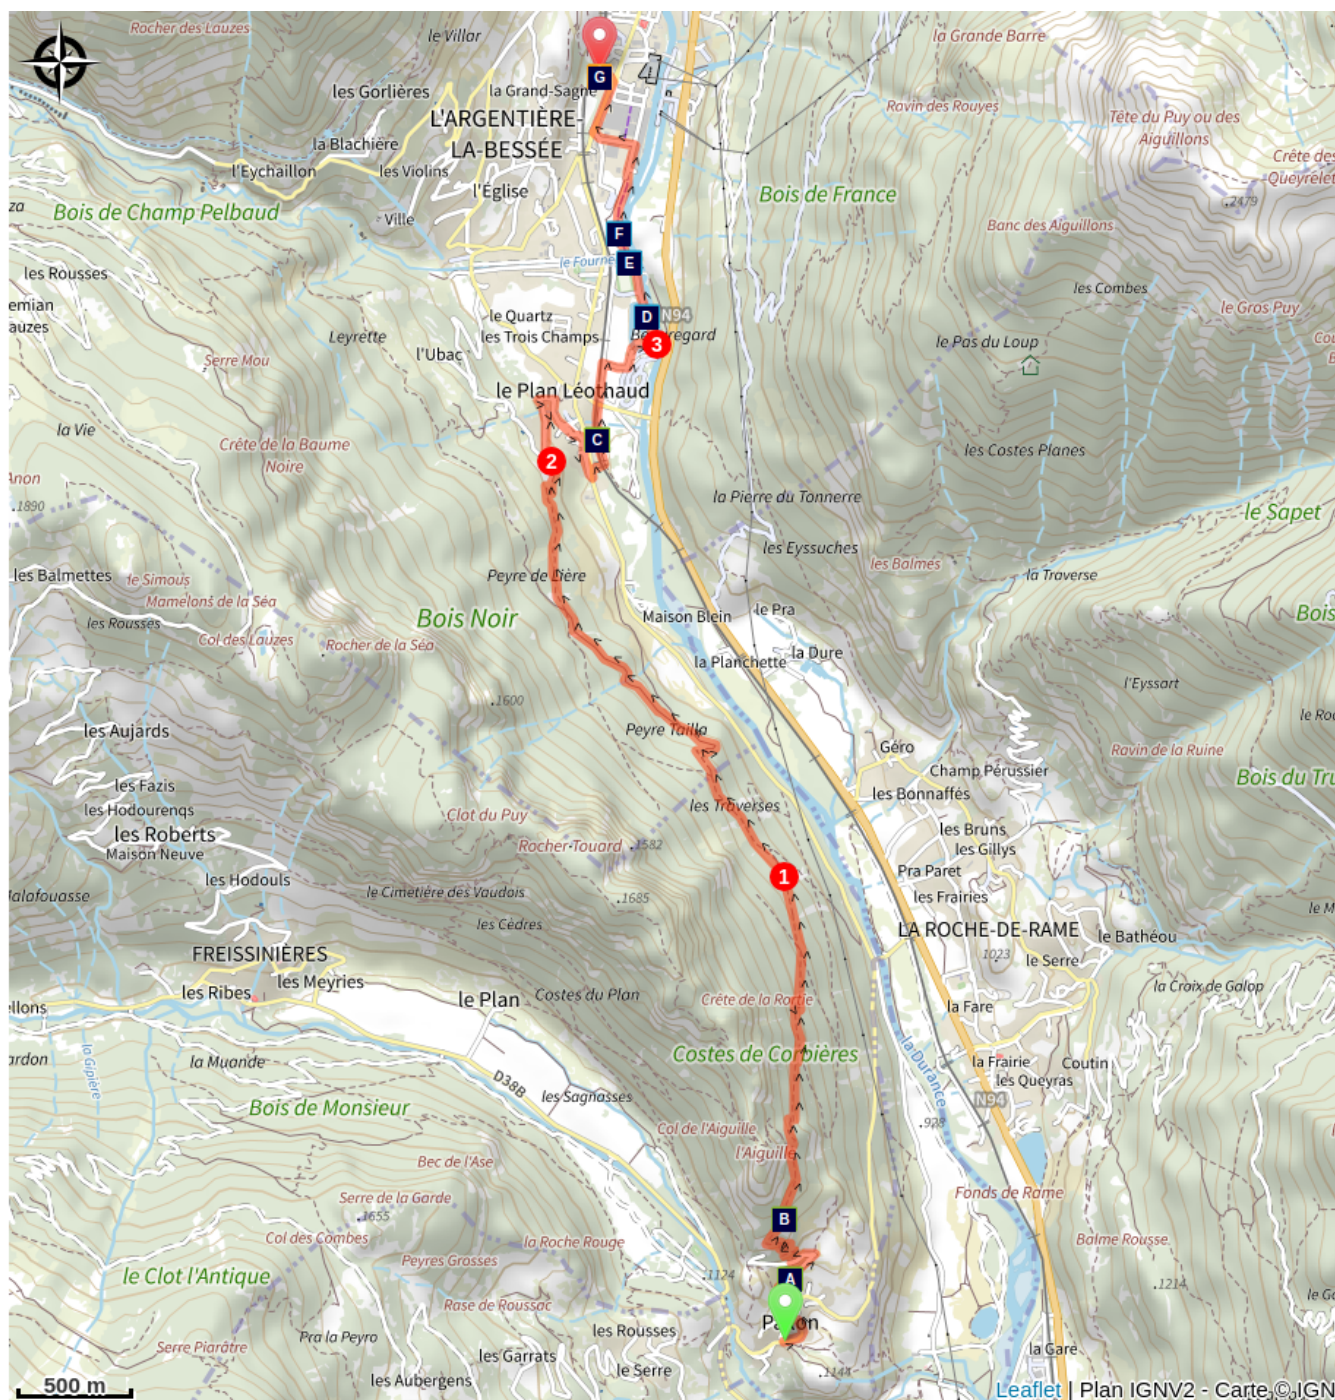 Rocher des Lauzes
le Villar
la Grande Barre
G
4
les Gorlières
la Grand-Sagne
L'ARGENTIÈRE-
LA-BESSÉE
Ravin des Rouyes
Tête du Puy ou des
Aiguillons
la Blachière
l'Eychaillon
les Violins
l'Église
Crête des
Ville
Bois de Champ Pelbaud
Bois de France
2479
Banc des Aiguillons
F
E
les Rousses
les Combes
le Gros Puy
le Quartz
D
N94
les Trois Champs
3
Leyrette
l'Ubac
le Pas du Loup
Serre Mou
le Plan Léothaud
la Vie
Crête de la Baume
Noire
C
2
les Costes Planes
1890
la Pierre du Tonnerre
le Sapet
les Eyssuches
les Balmes
les Balmettes
Peyre de Lière
la Traverse
Mamelons de la Séa
les Rousses
Col des Lauzes
Rocher de la Séa
Bois Noir
Maison Blein
le Pra
Bois
la Planchette
la Dure
l'Eyssart
1600
les Aujards
Peyre Tailla
Géro
Ravin de la Ruine
Champ Pérussier
les Fazis
les Bonnaffés
Bois du Tru
les Hodourenqs
Clot du Puy
les Traverses
les Roberts
les Bruns
Maison Neuve
Rocher-Touard
1582
les Gillys
les Hodouls
le Cimetière des Vaudois
1
Pra Paret
1685
les Frairies
les Cèdres
LA ROCHE-DE-RAME
le Bathéou
FREISSINIÈRES
1023
le Serre
les Ribes
les Meyries
le Plan
Costes du Plan
Crête de la Rortie
la Croix de Galop
la Fare
la Muande
la Gipière
Costes de Corbières
la Durance
la Frairie
Coutin
les Queyras
D38B
les Sagnasses
N94
Bois de Monsieur
928
Col de l'Aiguille
l'Aiguille
Bec de l'Ase
Serre de la Garde
1655
Fonds de Rame
B
Col des Combes
la Roche Rouge
Balme Rousse
Peyres Grosses
le Clot l'Antique
1124
A
1214
Rase de Roussac
Pra la Peyro
les Rousses
Serre Piarâtre
les Garrats
le Serre
1144
la Gare
les Aubergens
500 m
Leaflet | Plan IGNV2 - Carte © IGN